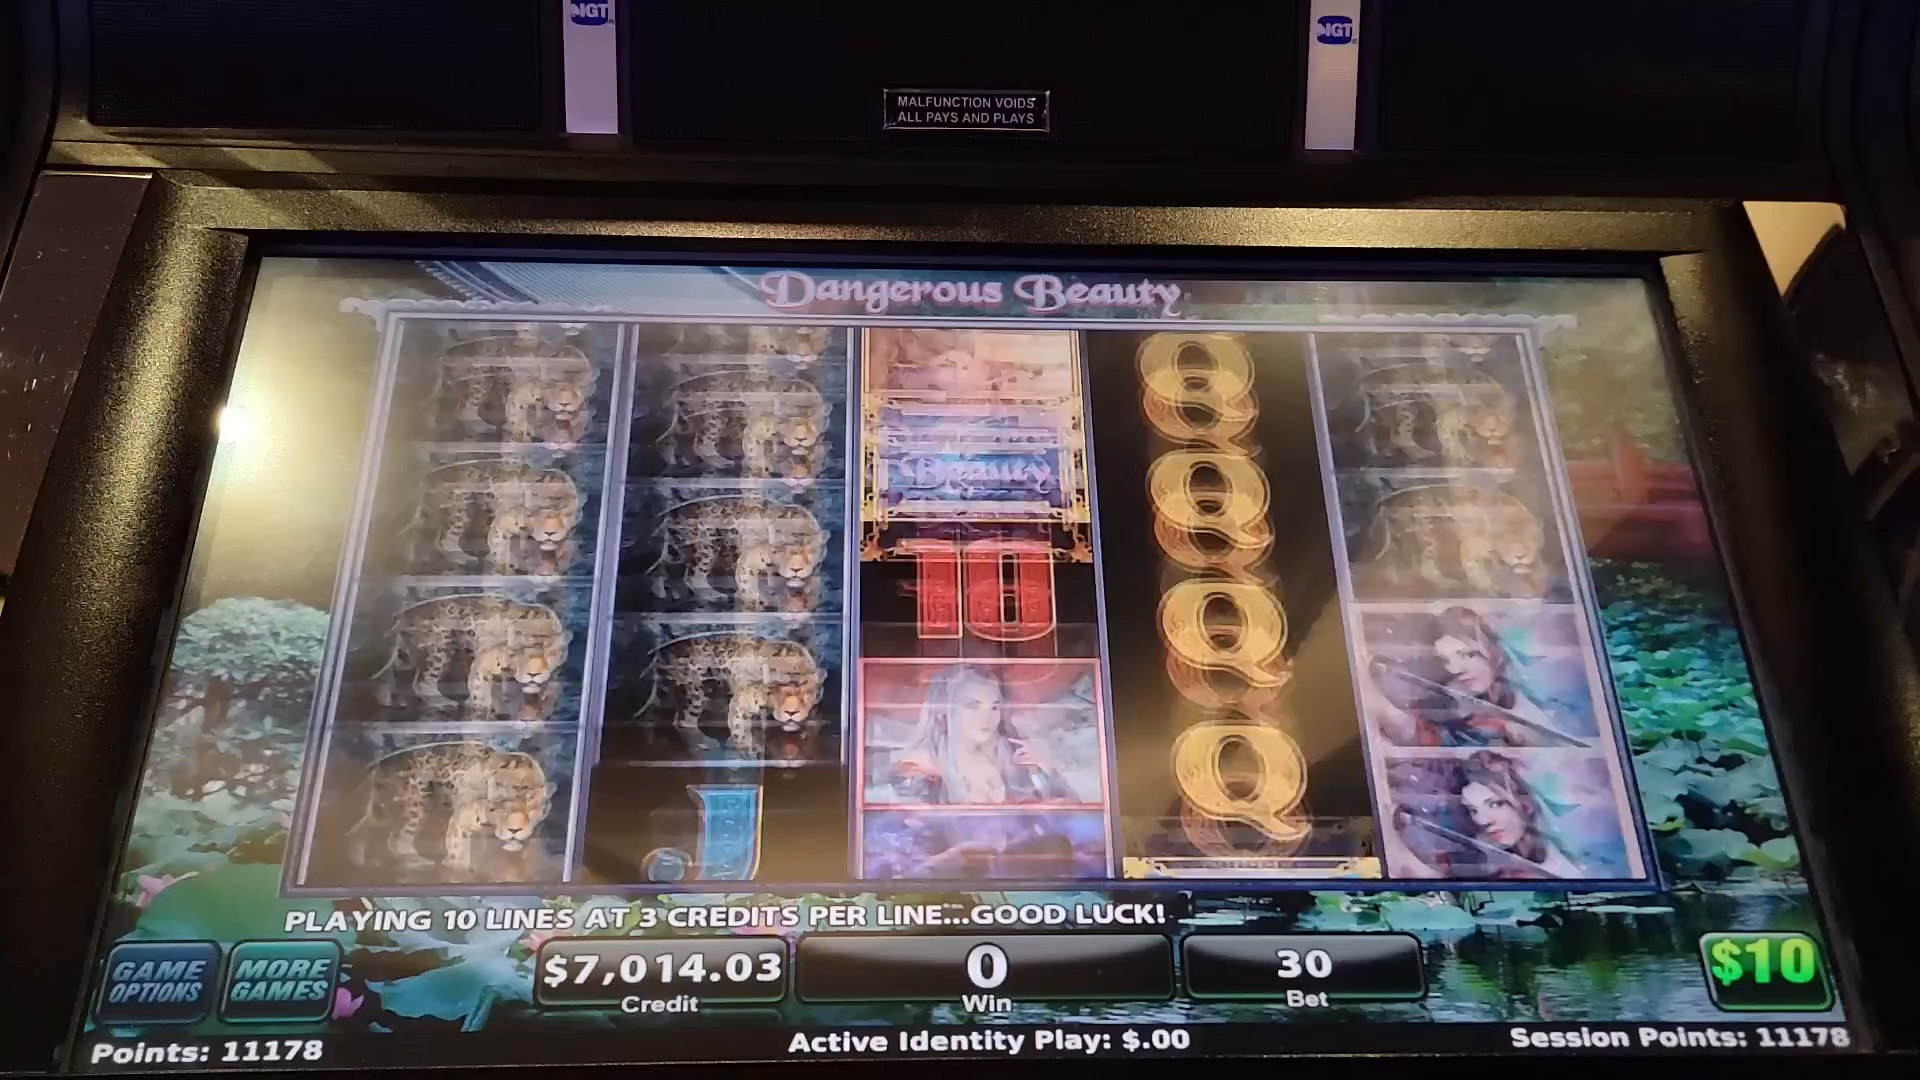 IGT
IGT
MALFUNCTION VOIDS
ALL PAYS AND PLAYS
Dangerous Beauty
Q
Beauty
Q
10
Q
Q
J
PLAYING 10 LINES AT 3 CREDITS PER LINE...GOOD LUCK!
GAME OPTIONS
MORE GAMES
$7,014.03
Credit
0
Win
30
Bet
$10
Points: 11178
Active Identity Play: $.00
Session Points: 11178